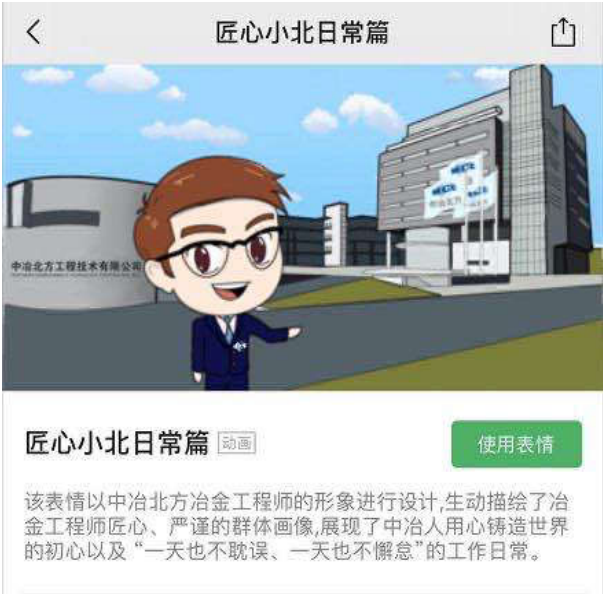 匠心小北日常篇
中冶北方工程技术有限公司
匠心小北日常篇 动画
使用表情
该表情以中冶北方冶金工程师的形象进行设计,生动描绘了冶
金工程师匠心、严谨的群体画像,展现了中冶人用心铸造世界
的初心以及“一天也不耽误、一天也不懈怠”的工作日常。